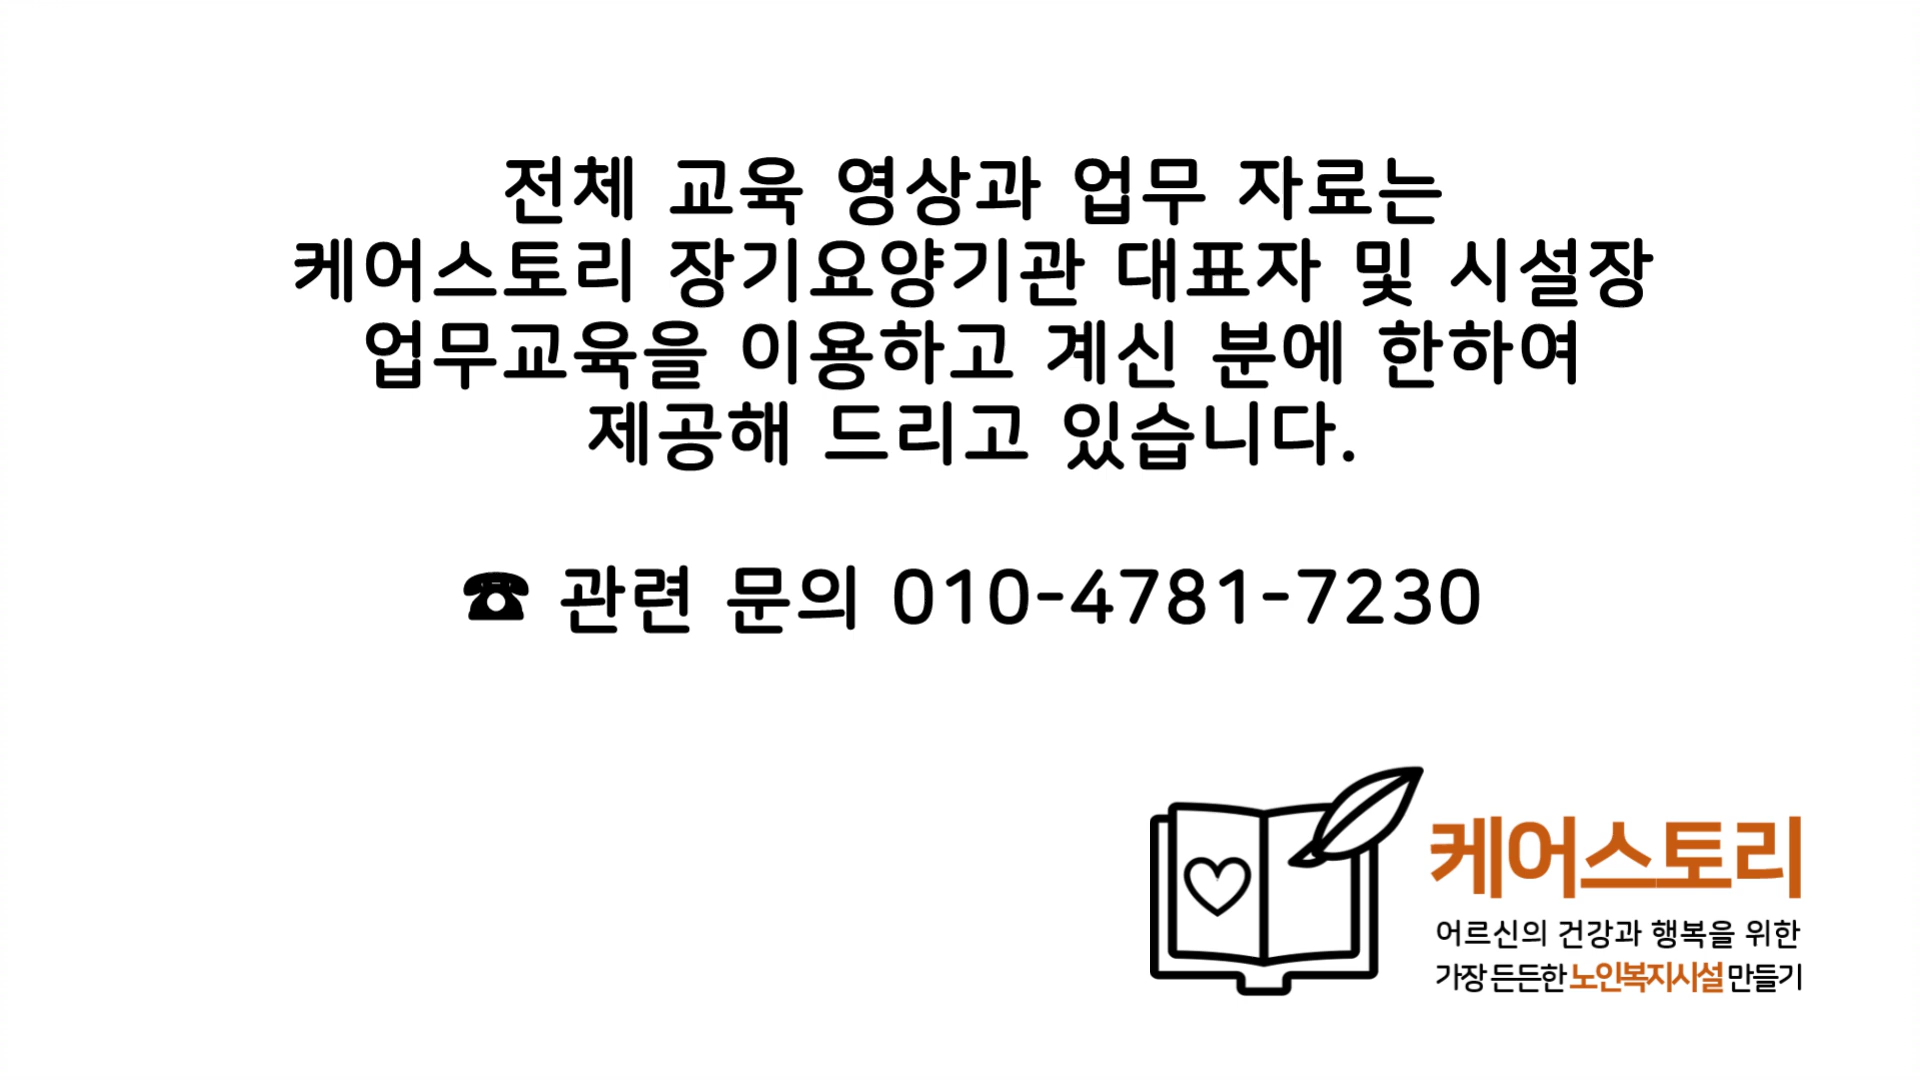 전체 교육 영상과 업무 자료는
케어스토리 장기요양기관 대표자 및 시설장
업무교육을 이용하고 계신 분에 한하여
제공해 드리고 있습니다.
☎ 관련 문의 010-4781-7230
케어스토리
어르신의 건강과 행복을 위한
가장 든든한 노인복지시설 만들기